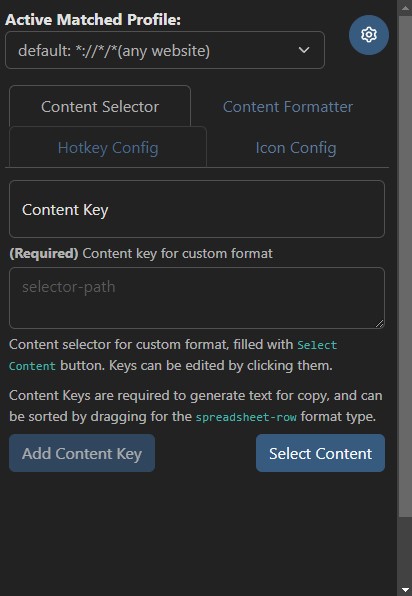 Active Matched Profile:
default: *://*/*(any website)
Content Selector
Content Formatter
Hotkey Config
Icon Config
Content Key
(Required) Content key for custom format
selector-path
Content selector for custom format, filled with Select
Content button. Keys can be edited by clicking them.
Content Keys are required to generate text for copy, and can
be sorted by dragging for the spreadsheet-row format type.
Add Content Key
Select Content